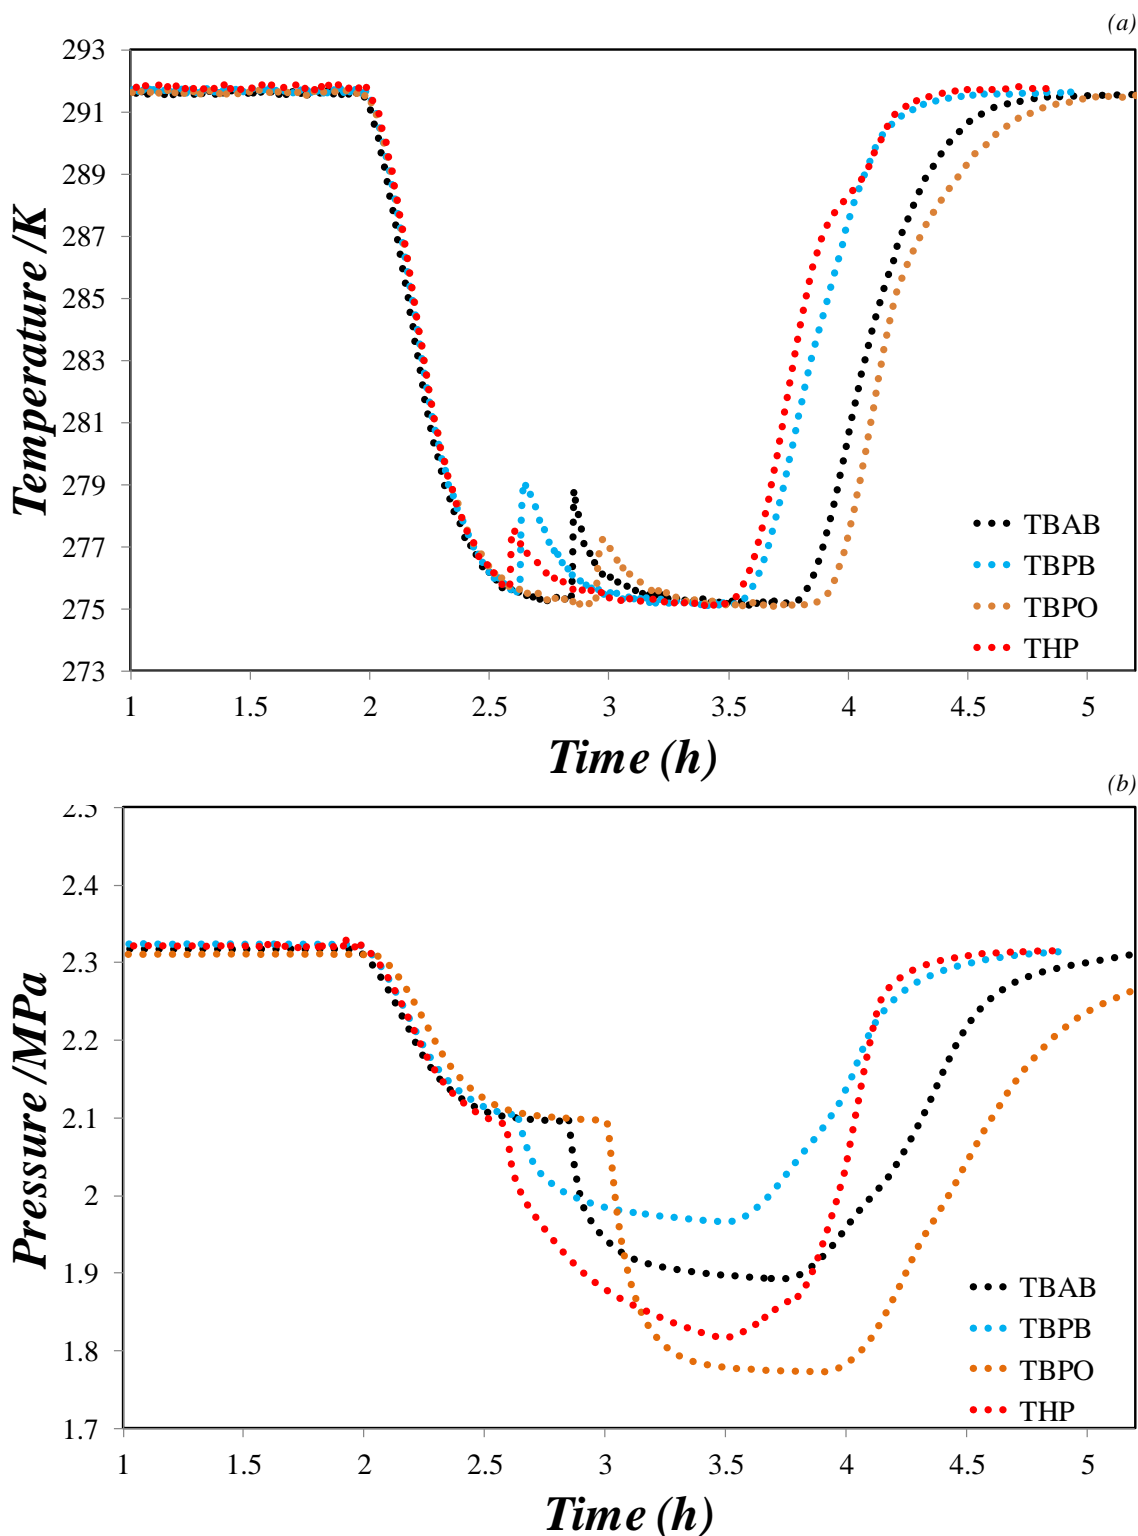 (a)
293
291
289
287
285
283
281
279
277
275
273
Temperature /K
TBAB
TBPB
TBPO
THP
1 1.5 2 2.5 3 3.5 4 4.5 5
Time (h)
(b)
2.5
2.4
2.3
2.2
2.1
2
1.9
1.8
1.7
Pressure /MPa
TBAB
TBPB
TBPO
THP
1 1.5 2 2.5 3 3.5 4 4.5 5
Time (h)